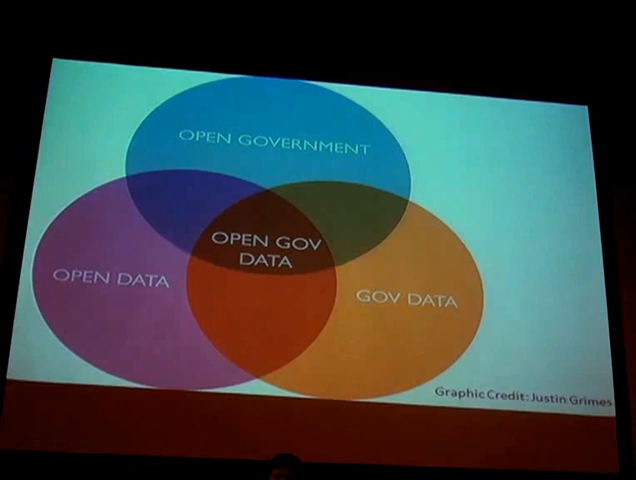 OPEN GOVERNMENT
OPEN GOV
DATA
OPEN DATA
GOV DATA
Graphic Credit: Justin Grimes